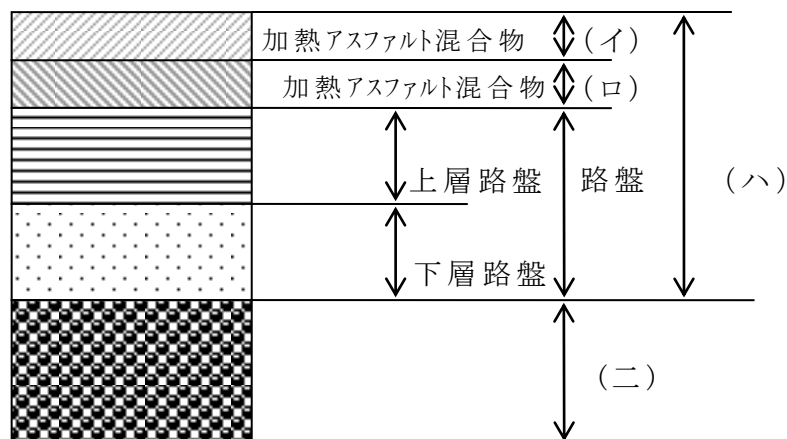 加熱アスファルト混合物 (イ)
加熱アスファルト混合物 (ロ)
上層路盤 路盤 (ハ)
下層路盤
(二)